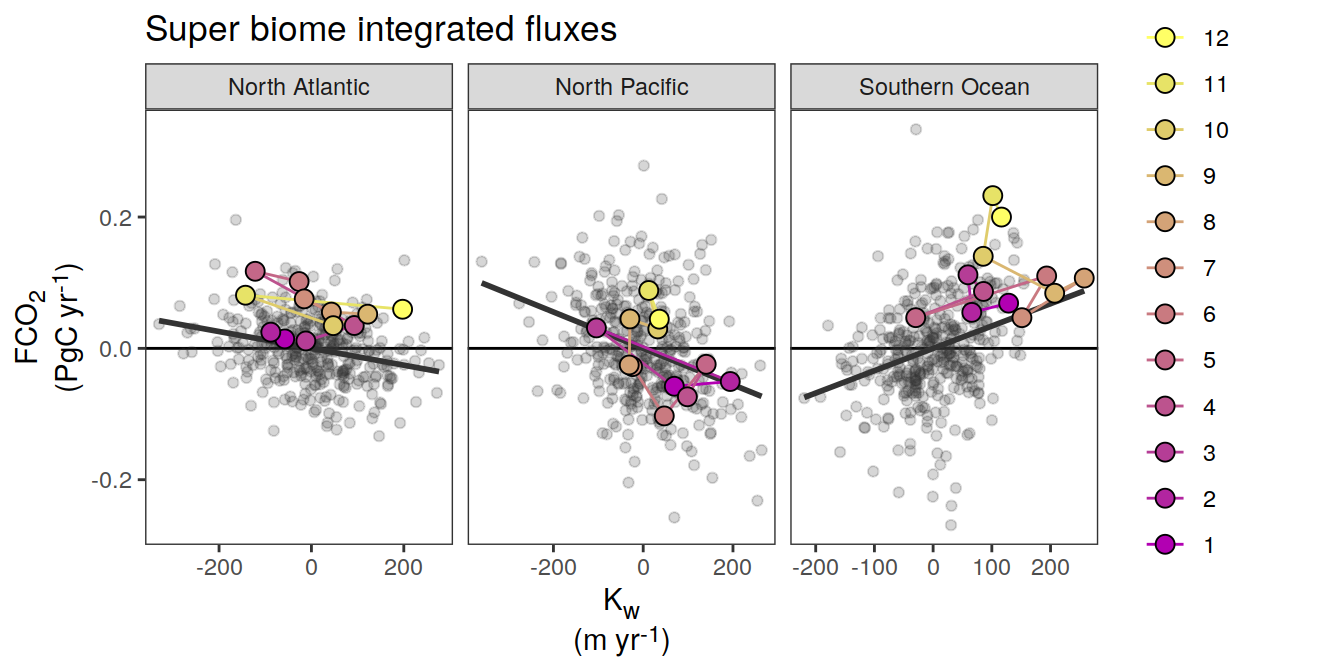 Super biome integrated fluxes
North Atlantic
North Pacific
Southern Ocean
FCO2
(PgC yr-1)
0.2
0.0
-0.2
-200 0 200
-200 0 200
-200 -100 0 100 200
Kw
(m yr-1)
12
11
10
9
8
7
6
5
4
3
2
1